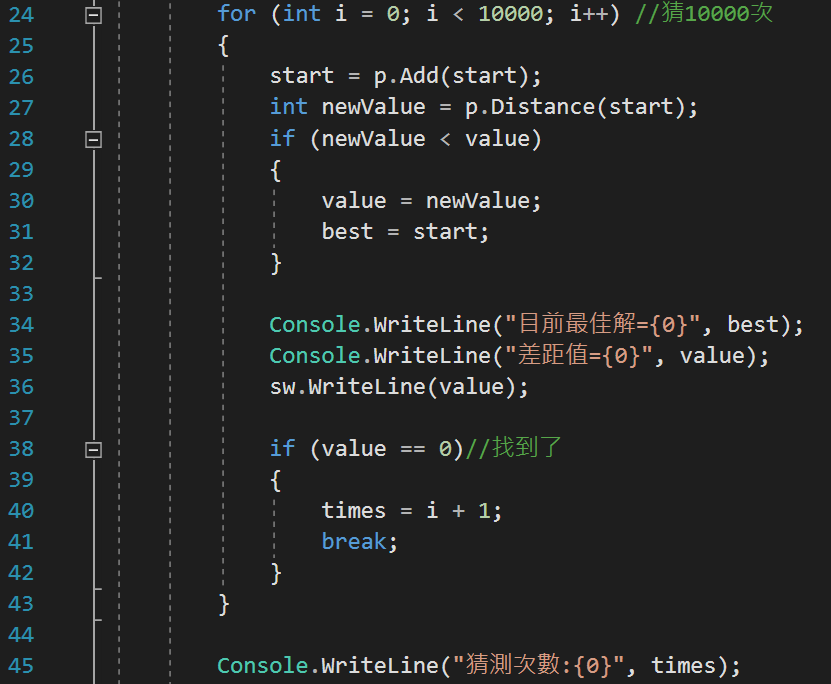 24 for (int i = 0; i < 10000; i++) //猜10000次
25 {
26 start = p.Add(start);
27 int newValue = p.Distance(start);
28 if (newValue < value)
29 {
30 value = newValue;
31 best = start;
32 }
33
34 Console.WriteLine("目前最佳解={0}", best);
35 Console.WriteLine("差距值={0}", value);
36 sw.WriteLine(value);
37
38 if (value == 0)//找到了
39 {
40 times = i + 1;
41 break;
42 }
43 }
44
45 Console.WriteLine("猜測次數:{0}", times);